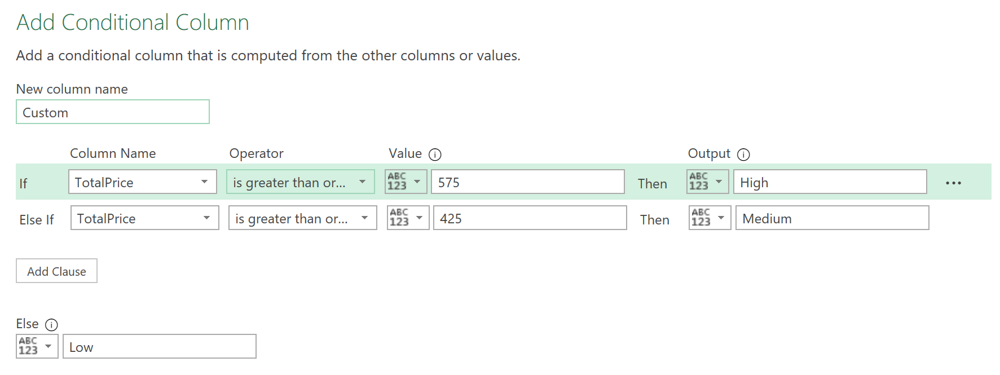 Add Conditional Column
Add a conditional column that is computed from the other columns or values.
New column name
Custom
Column Name Operator Value Output
If TotalPrice is greater than or... ABC 123 575 Then ABC 123 High ...
Else If TotalPrice is greater than or... ABC 123 425 Then ABC 123 Medium
Add Clause
Else
ABC 123 Low